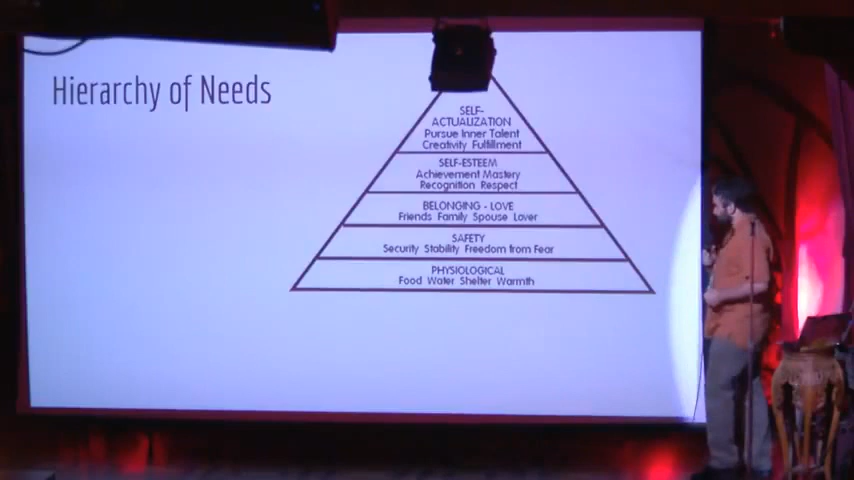 Hierarchy of Needs
SELF-
ACTUALIZATION
Pursue Inner Talent
Creativity Fulfillment
SELF-ESTEEM
Achievement Mastery
Recognition Respect
BELONGING - LOVE
Friends Family Spouse Lover
SAFETY
Security Stability Freedom from Fear
PHYSIOLOGICAL
Food Water Shelter Warmth